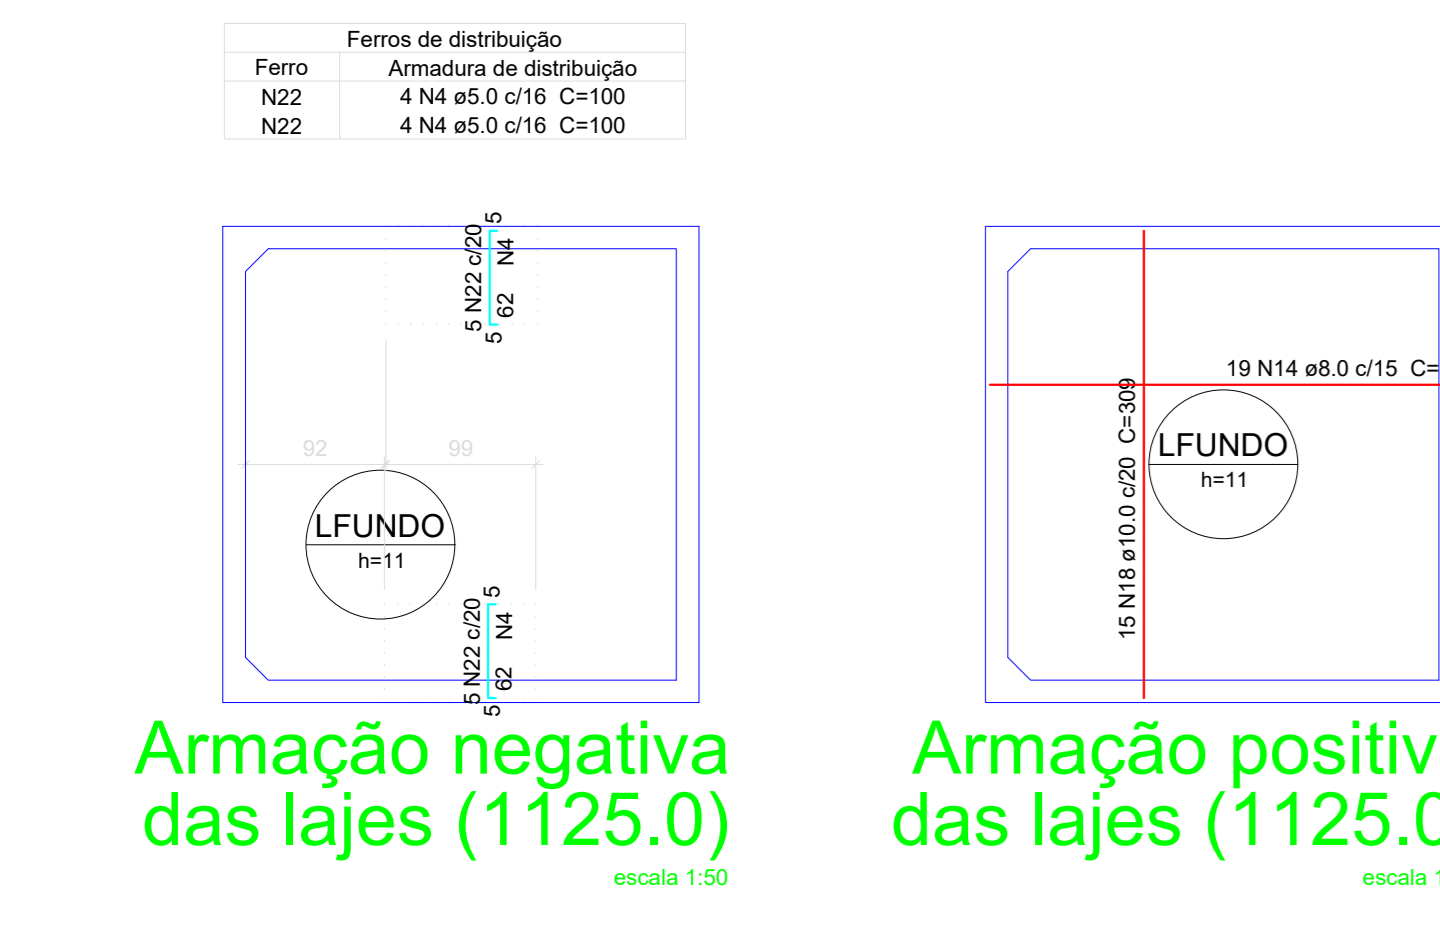 Ferros de distribuição
Ferro Armadura de distribuição
N22 4 N4 ø5.0 c/16 C=100
N22 4 N4 ø5.0 c/16 C=100
5 N22 c/20
5
62 N4
5
92 99
LFUNDO
h=11
5 N22 c/20
5
62 N4
5
Armação negativa
das lajes (1125.0)
escala 1:50
19 N14 ø8.0 c/15 C=
15 N18 ø10.0 c/20 C=309
LFUNDO
h=11
Armação positiv
das lajes (1125.0
escala 1